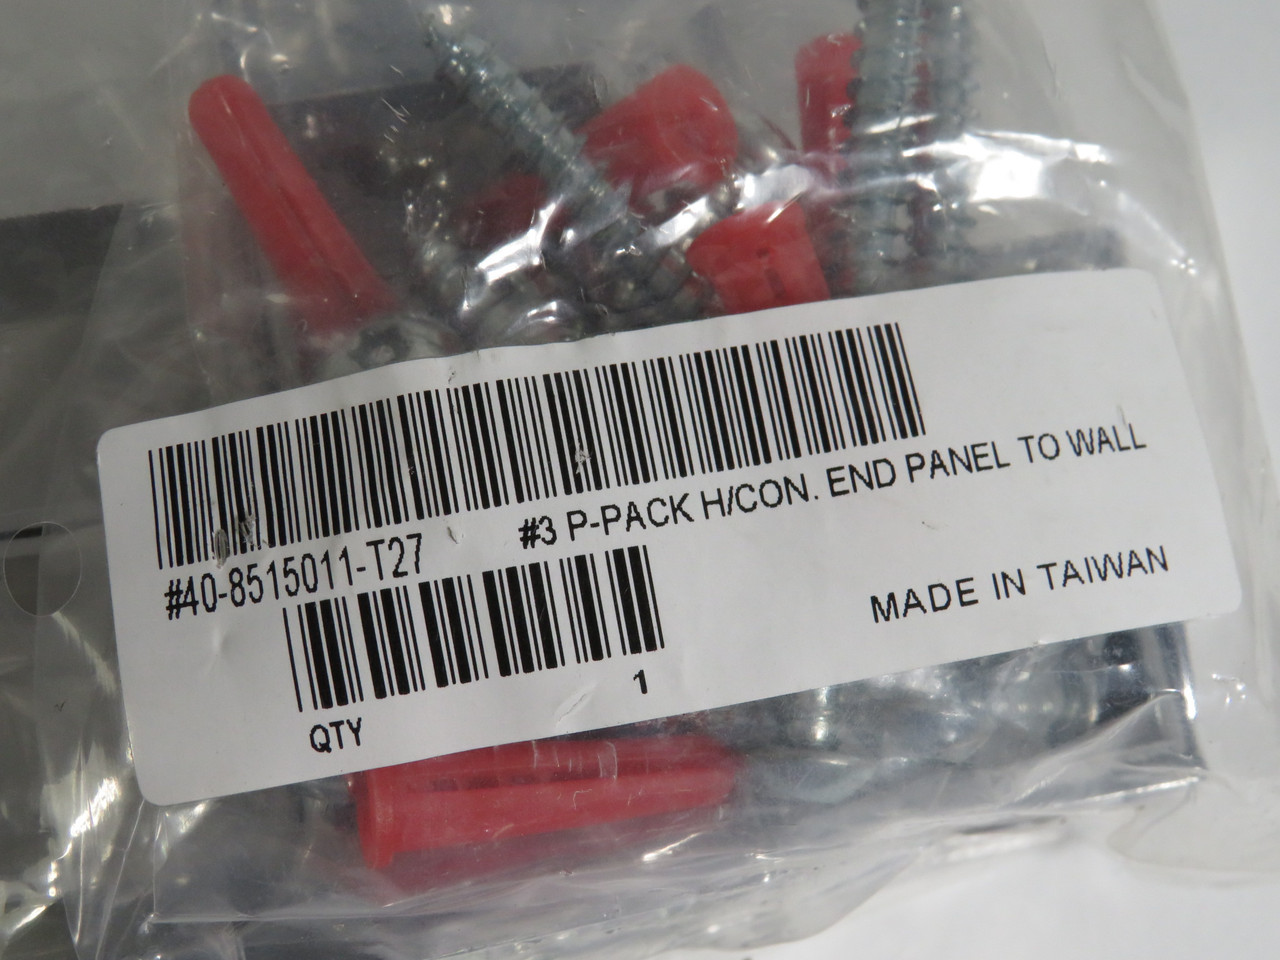 #40-8515011-T27
#3 P-PACK H/CON. END PANEL TO WALL
QTY
1
MADE IN TAIWAN